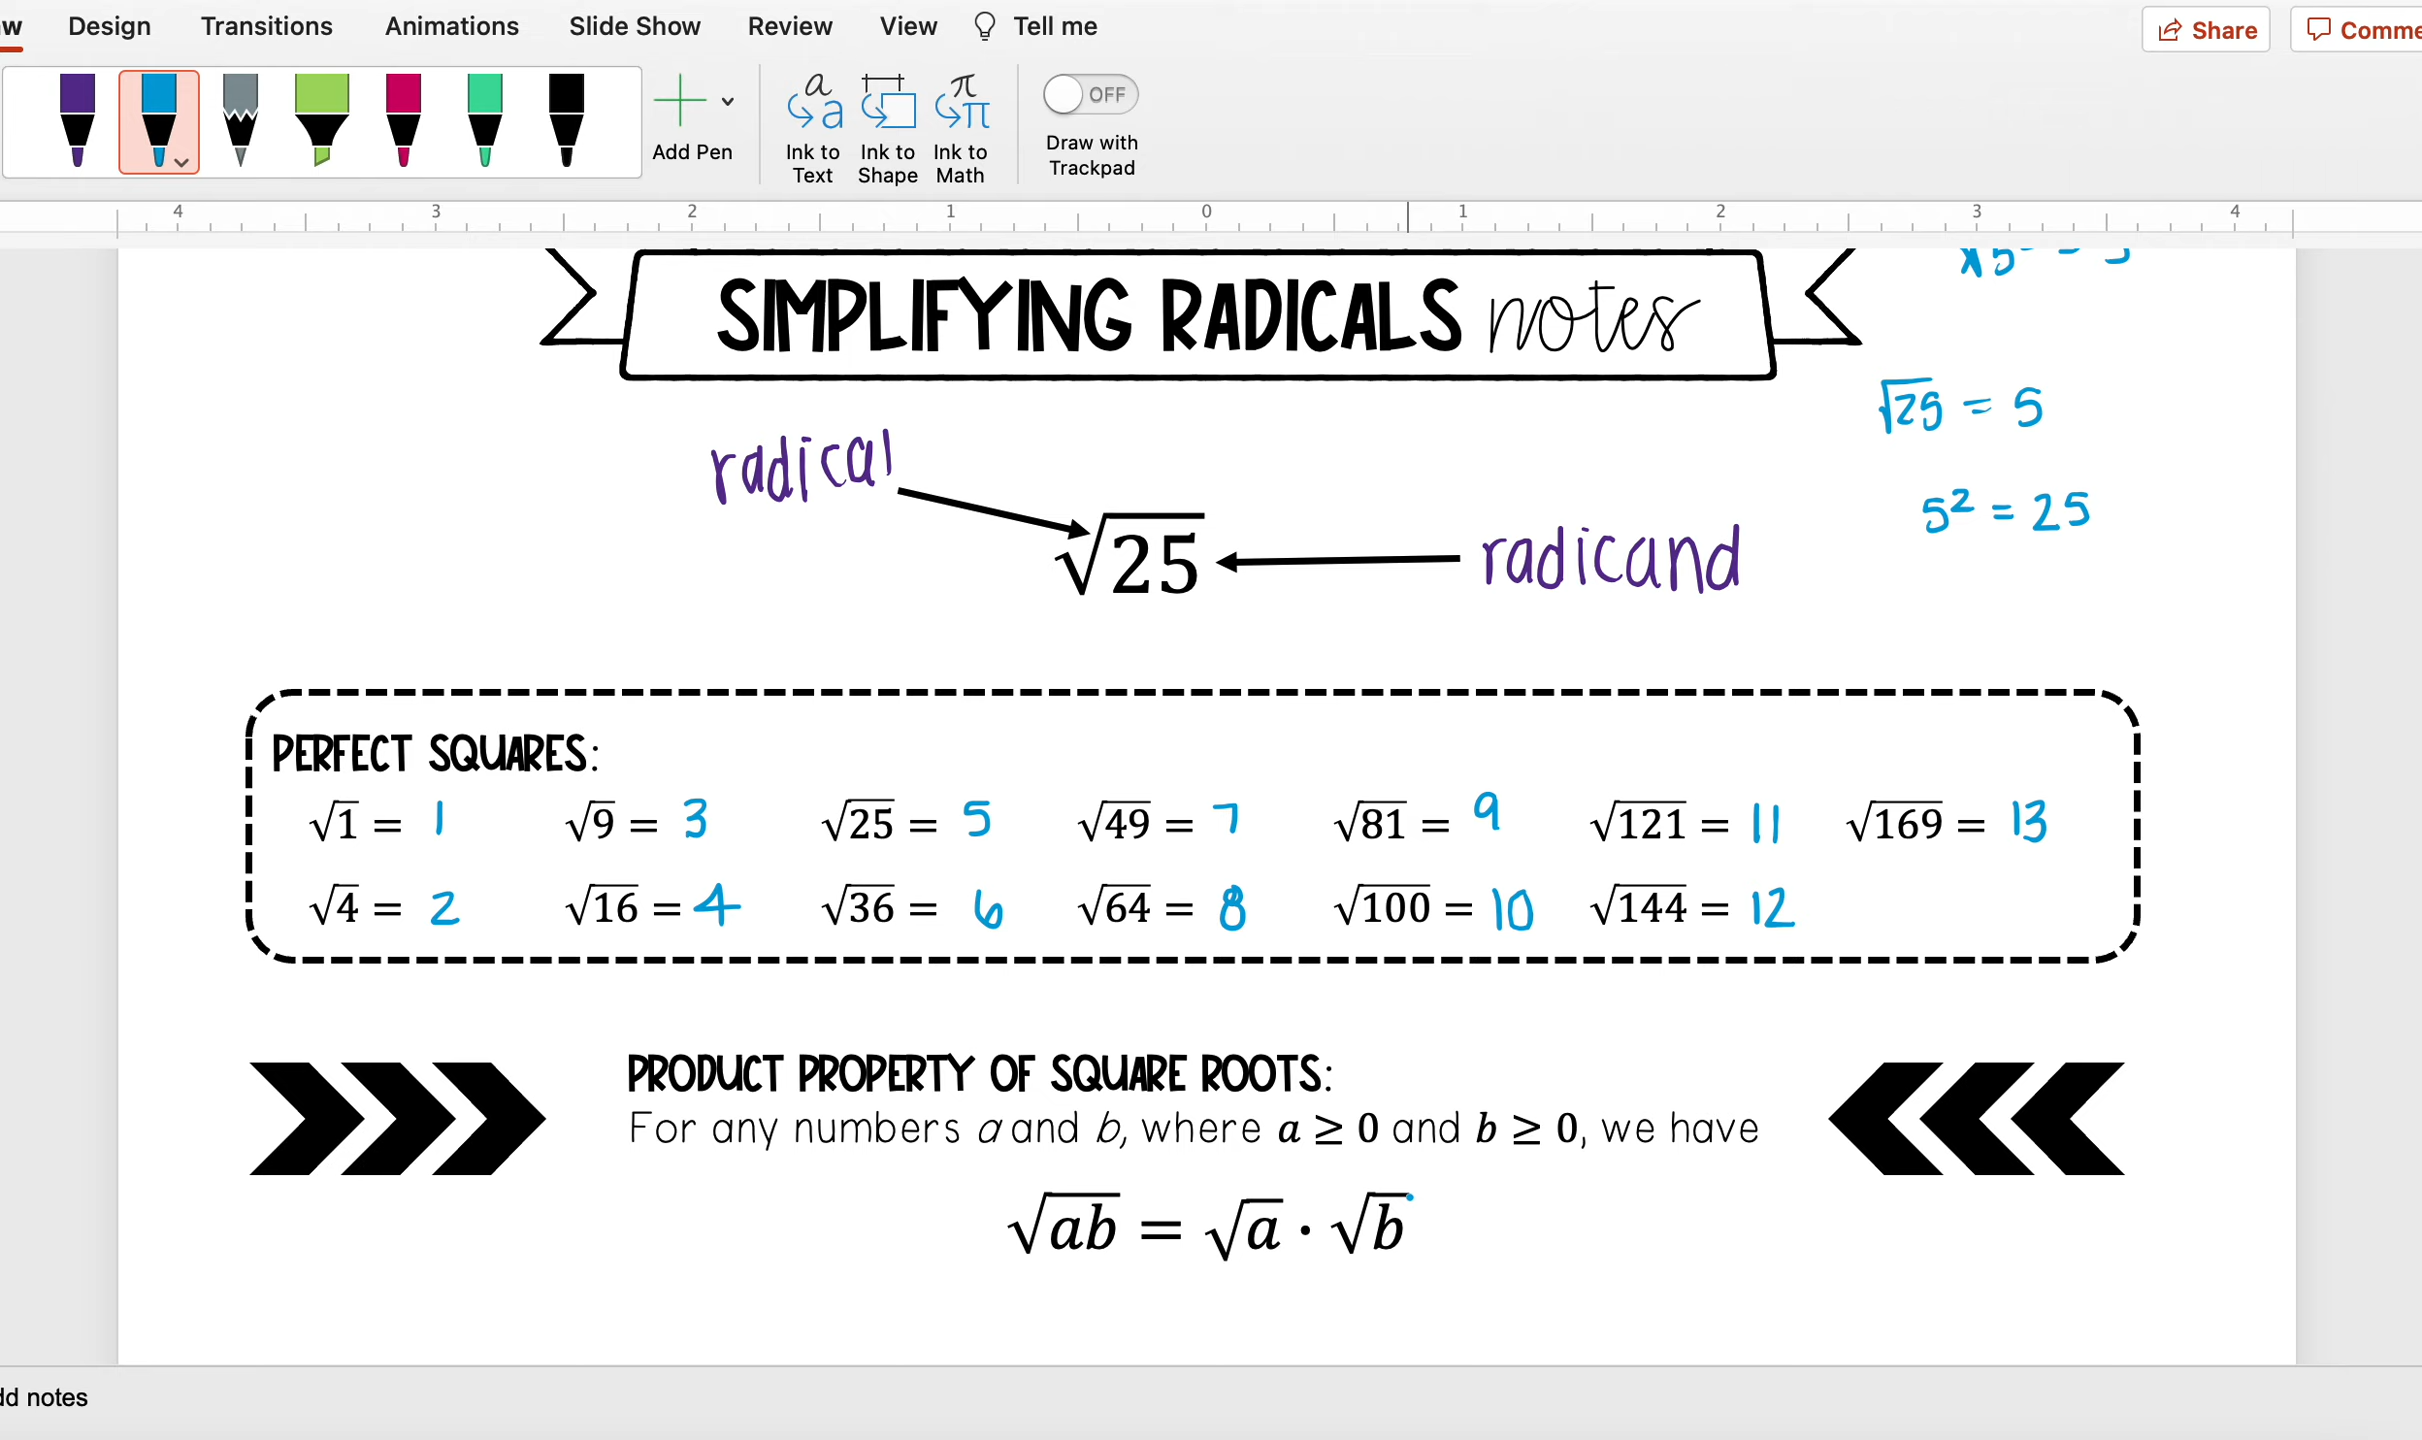 Design Transitions Animations Slide Show Review View Tell me Share
Add Pen
Ink to Text
Ink to Shape
Ink to Math
OFF
Draw with Trackpad
4 3 2 1 0 1 2 3 4
SIMPLIFYING RADICALS notes
√25 = 5
radical
5² = 25
√25
radicand
PERFECT SQUARES:
√1 = 1 √9 = 3 √25 = 5 √49 = 7 √81 = 9 √121 = 11 √169 = 13
√4 = 2 √16 = 4 √36 = 6 √64 = 8 √100 = 10 √144 = 12
PRODUCT PROPERTY OF SQUARE ROOTS:
For any numbers a and b, where a ≥ 0 and b ≥ 0, we have
√ab = √a · √b
notes